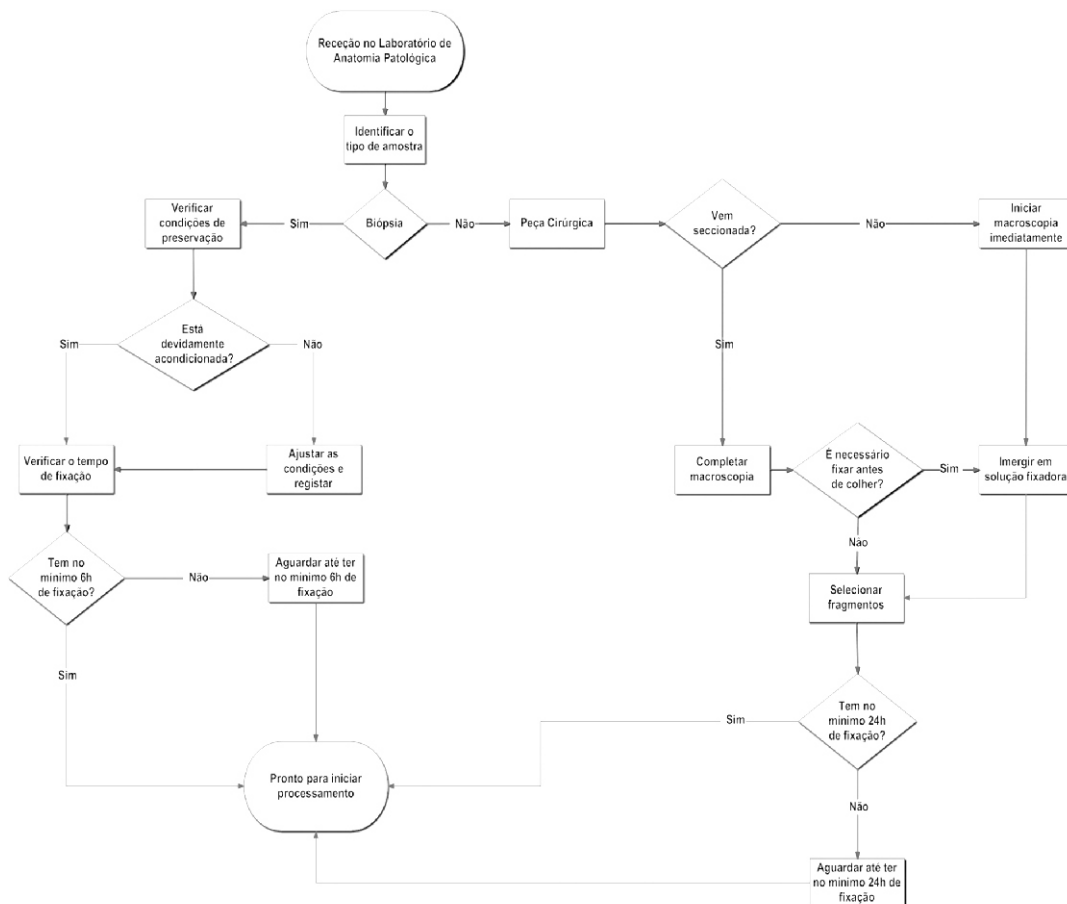 Receção no Laboratório de
Anatomia Patológica
Identificar o
tipo de amostra
Biópsia
Sim
Não
Verificar
condições de
preservação
Peça Cirúrgica
Vem
seccionada?
Não
Iniciar
macroscopia
imediatamente
Sim
Está
devidamente
acondicionada?
Sim
Não
Verificar o tempo
de fixação
Ajustar as
condições e
registar
Completar
macroscopia
É necessário
fixar antes
de colher?
Sim
Imergir em
solução fixadora
Não
Tem no
minimo 6h
de fixação?
Não
Aguardar até ter
no minimo 6h de
fixação
Selecionar
fragmentos
Sim
Tem no
minimo 24h
de fixação?
Sim
Não
Pronto para iniciar
processamento
Aguardar até ter
no minimo 24h de
fixação